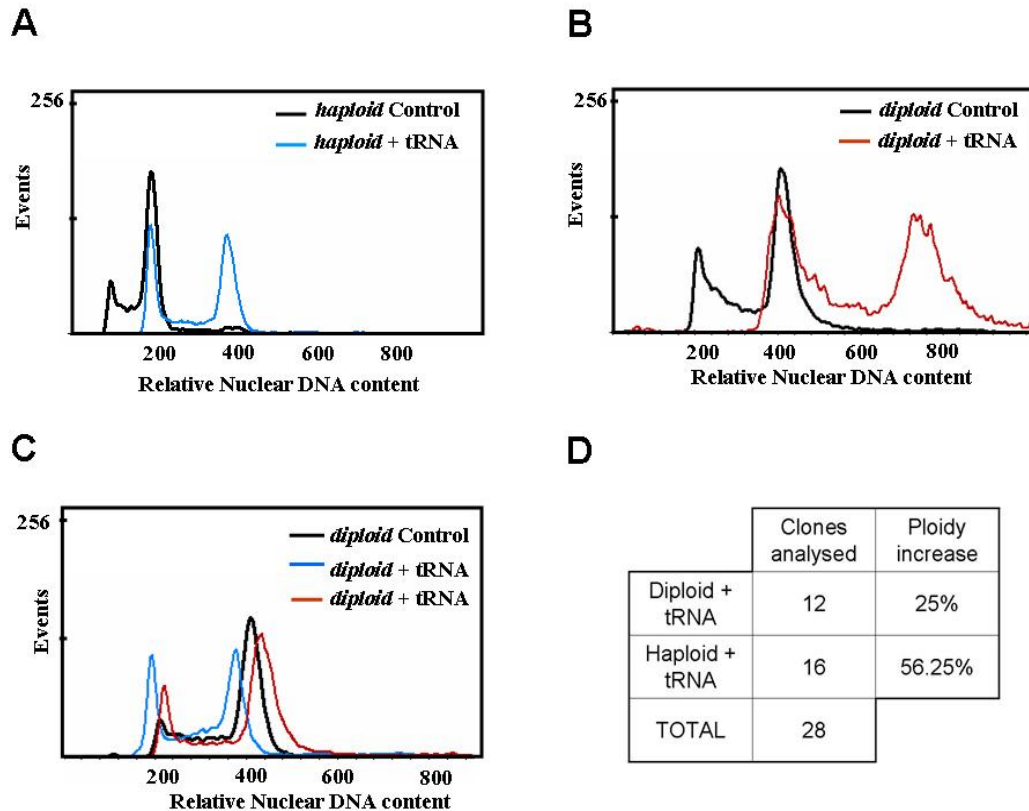 A
256
haploid Control
haploid + tRNA
Events
200 400 600 800
Relative Nuclear DNA content
B
256
diploid Control
diploid + tRNA
Events
200 400 600 800
Relative Nuclear DNA content
C
256
diploid Control
diploid + tRNA
diploid + tRNA
Events
200 400 600 800
Relative Nuclear DNA content
D
Clones analysed
Ploidy increase
Diploid + tRNA
12
25%
Haploid + tRNA
16
56.25%
TOTAL
28